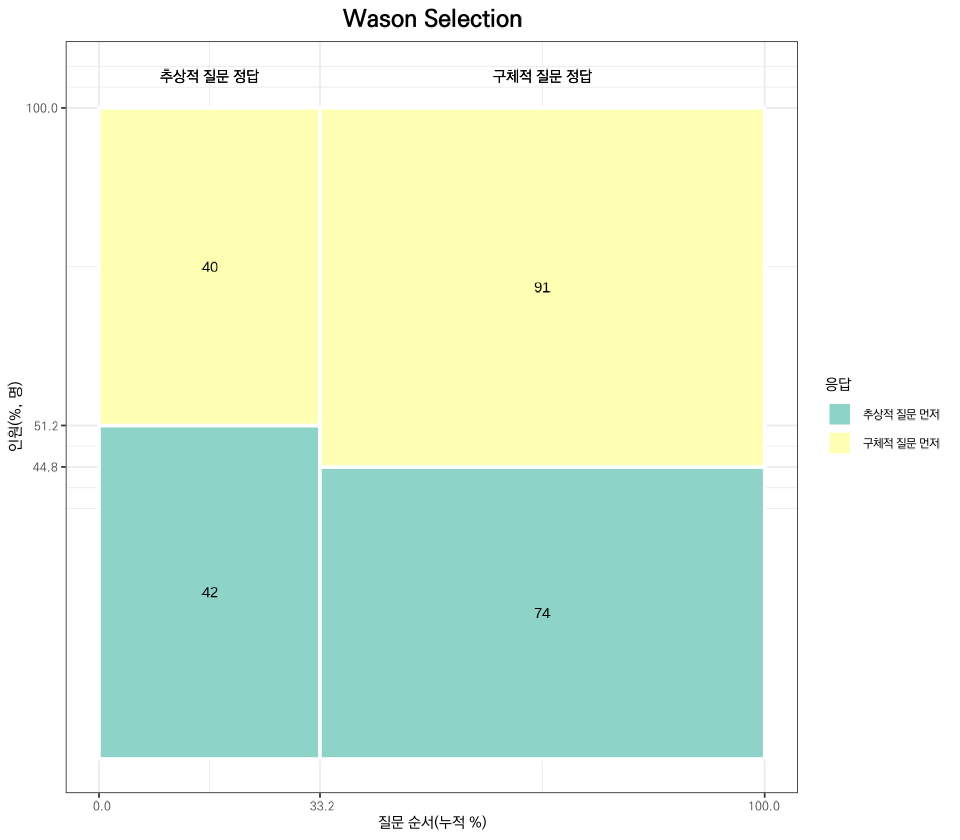 Wason Selection
추상적 질문 정답
구체적 질문 정답
100.0
40
91
응답
추상적 질문 먼저
구체적 질문 먼저
인원(%, 명)
51.2
44.8
42
74
0.0
33.2
100.0
질문 순서(누적 %)